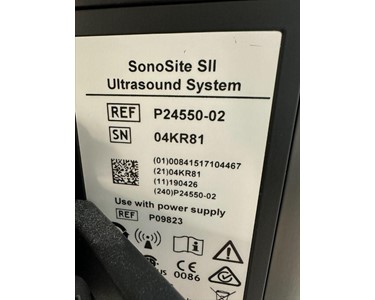 SonoSite SII
Ultrasound System
REF P24550-02
SN 04KR81
(01)00841517104467
(21)04KR81
(11)190426
(240)P24550-02
Use with power supply
REF P09823
CE
us 0086